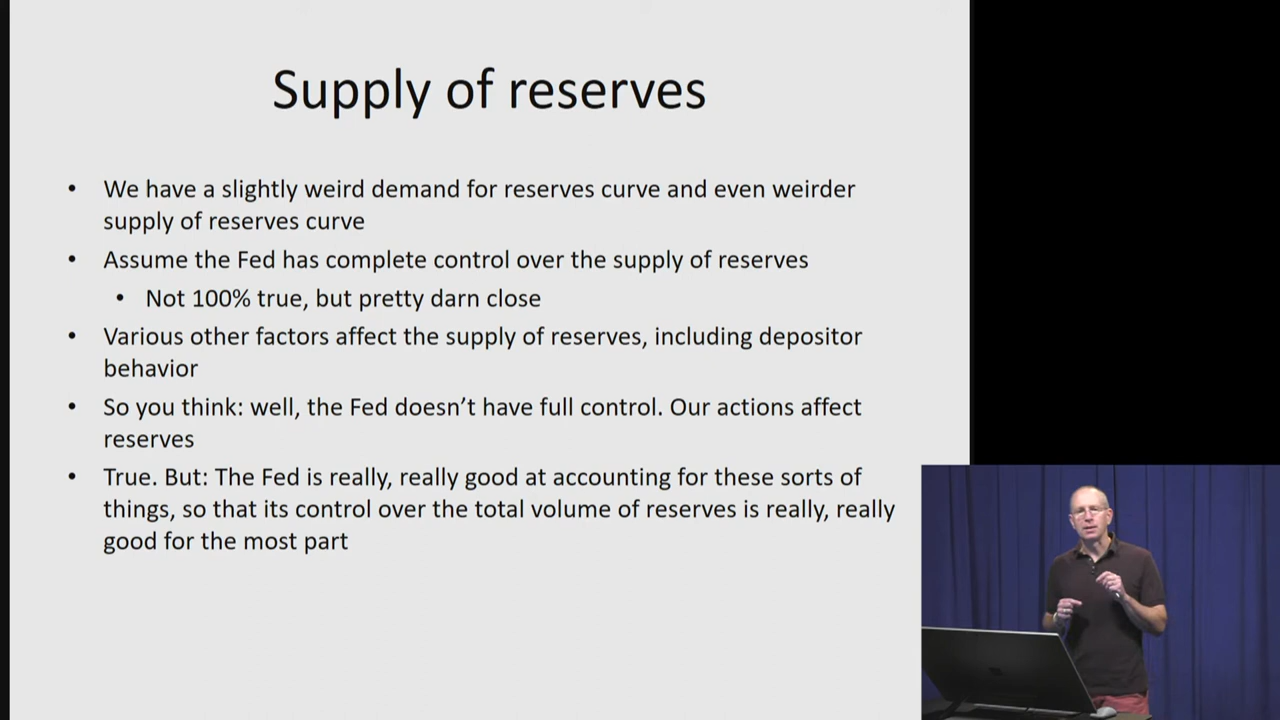 Supply of reserves
• We have a slightly weird demand for reserves curve and even weirder
supply of reserves curve
• Assume the Fed has complete control over the supply of reserves
• Not 100% true, but pretty darn close
• Various other factors affect the supply of reserves, including depositor
behavior
• So you think: well, the Fed doesn’t have full control. Our actions affect
reserves
• True. But: The Fed is really, really good at accounting for these sorts of
things, so that its control over the total volume of reserves is really, really
good for the most part